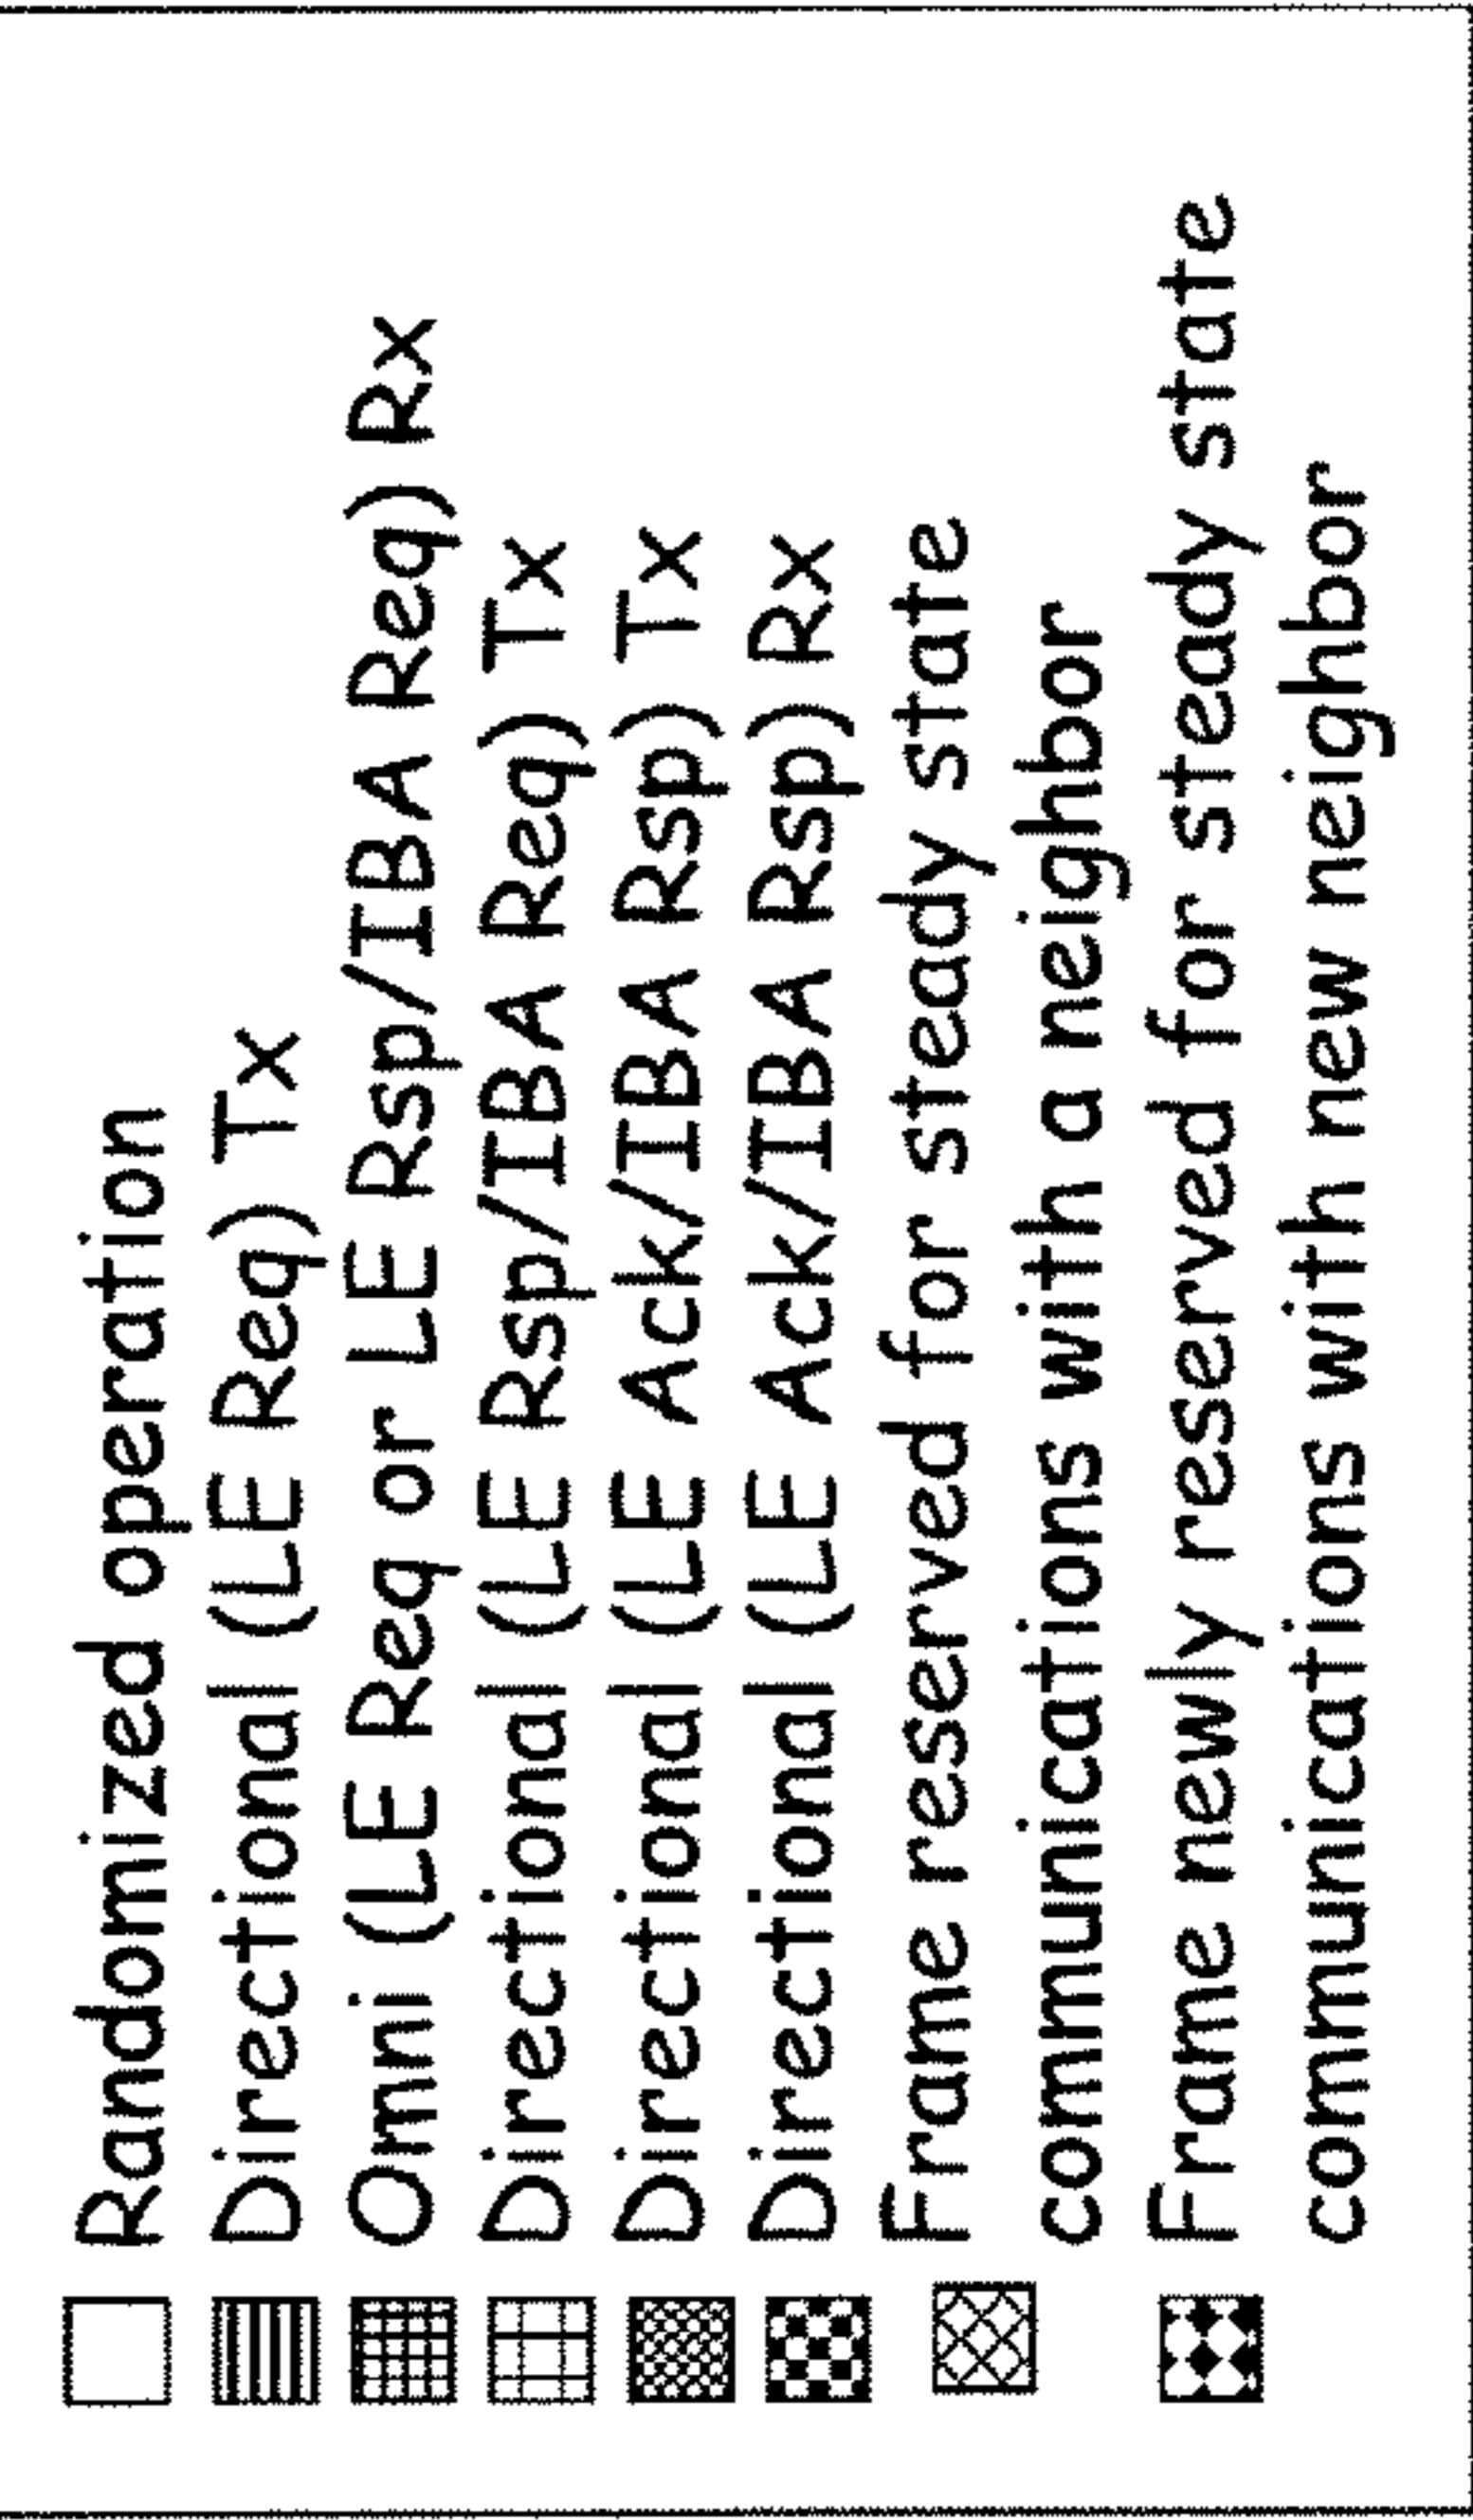 Randomized operation
Directional (LE Req) Tx
Omni (LE Req or LE Rsp/IBA Req) Rx
Directional (LE Rsp/IBA Req) Tx
Directional (LE Ack/IBA Rsp) Tx
Directional (LE Ack/IBA Rsp) Rx
Frame reserved for steady state
communications with a neighbor
Frame newly reserved for steady state
communications with new neighbor